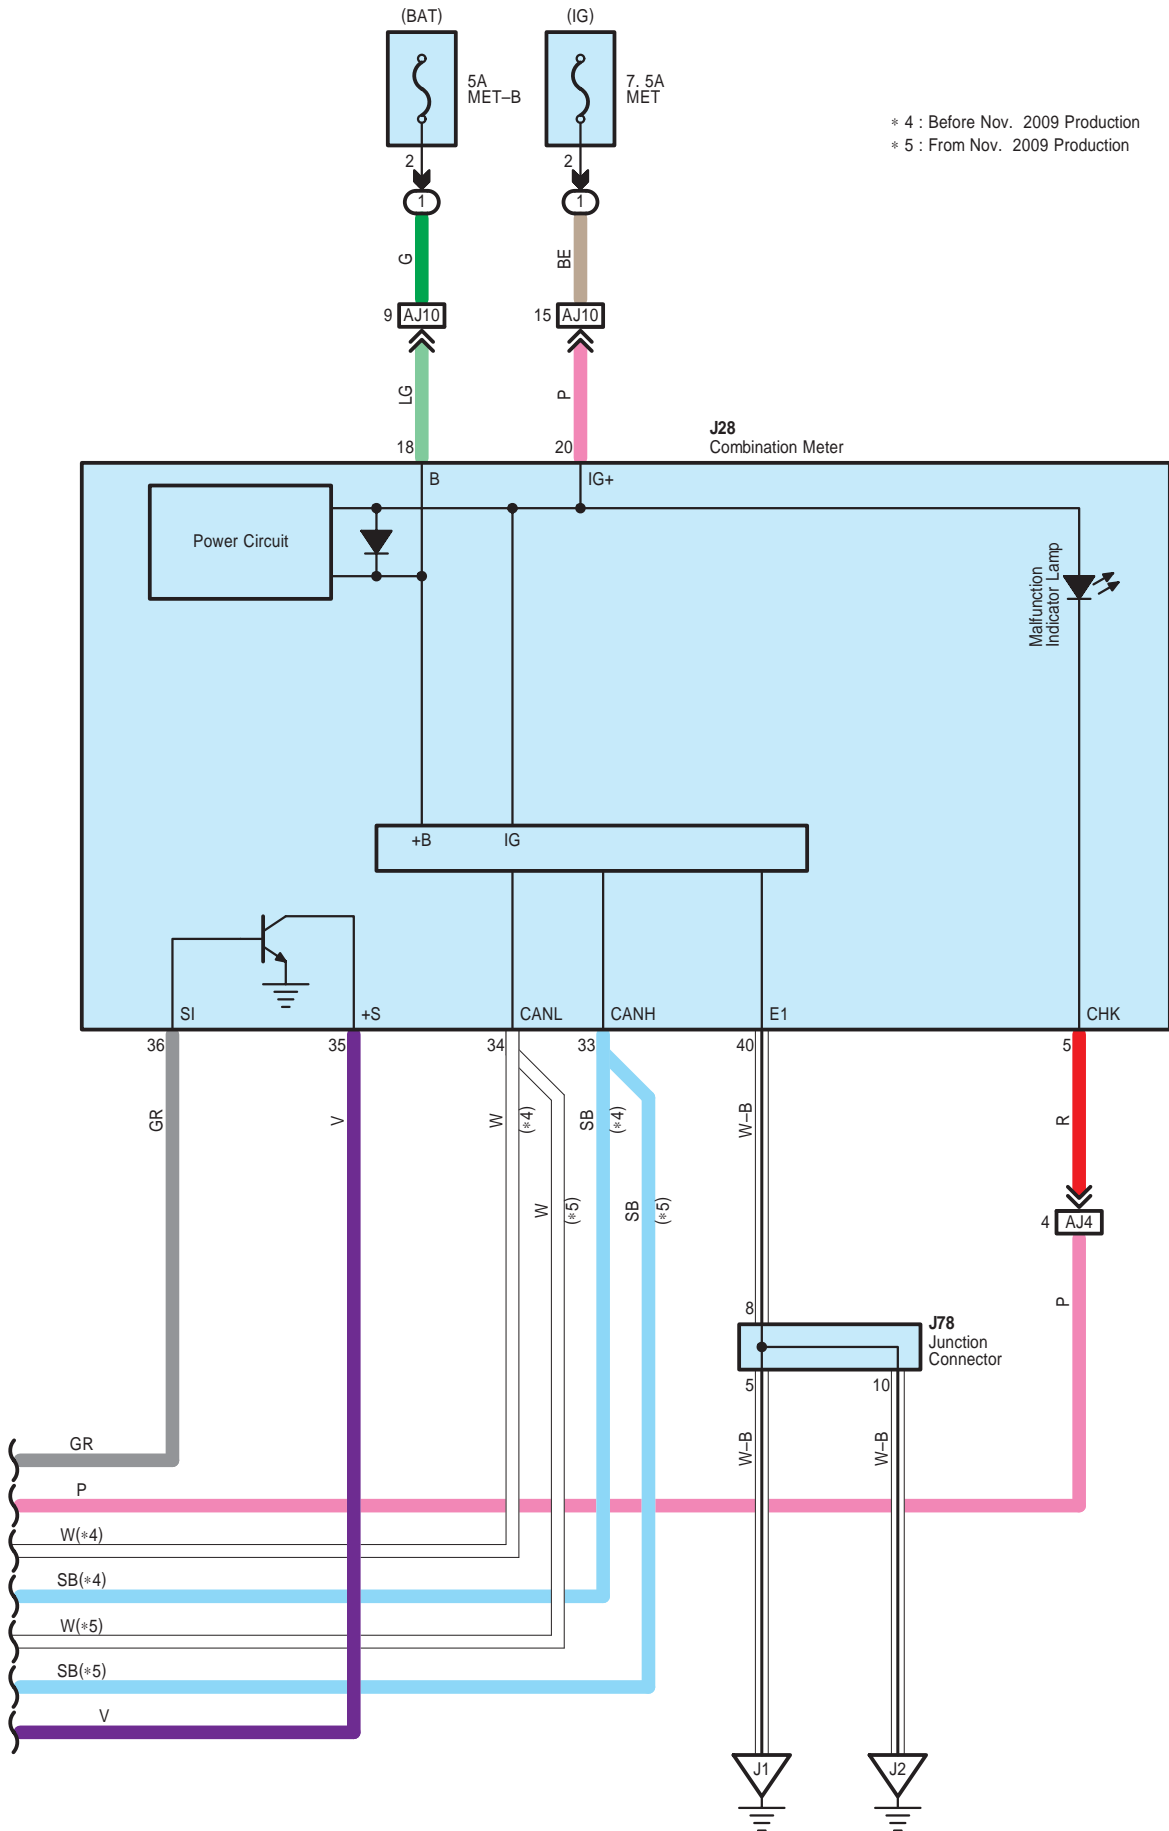 (BAT)
(IG)
5A
MET–B
7. 5A
MET
∗ 4 : Before Nov. 2009 Production
∗ 5 : From Nov. 2009 Production
2
2
1
1
G
BE
9
AJ10
15
AJ10
LG
P
18
20
J28
Combination Meter
B
IG+
Power Circuit
Malfunction
Indicator Lamp
+B
IG
SI
+S
CANL
CANH
E1
CHK
36
35
34
33
40
5
GR
V
W
(∗4)
SB
(∗4)
W–B
R
W
(∗5)
SB
(∗5)
4
AJ4
P
8
J78
Junction
Connector
5
10
W–B
W–B
GR
P
W(∗4)
SB(∗4)
W(∗5)
SB(∗5)
V
J1
J2